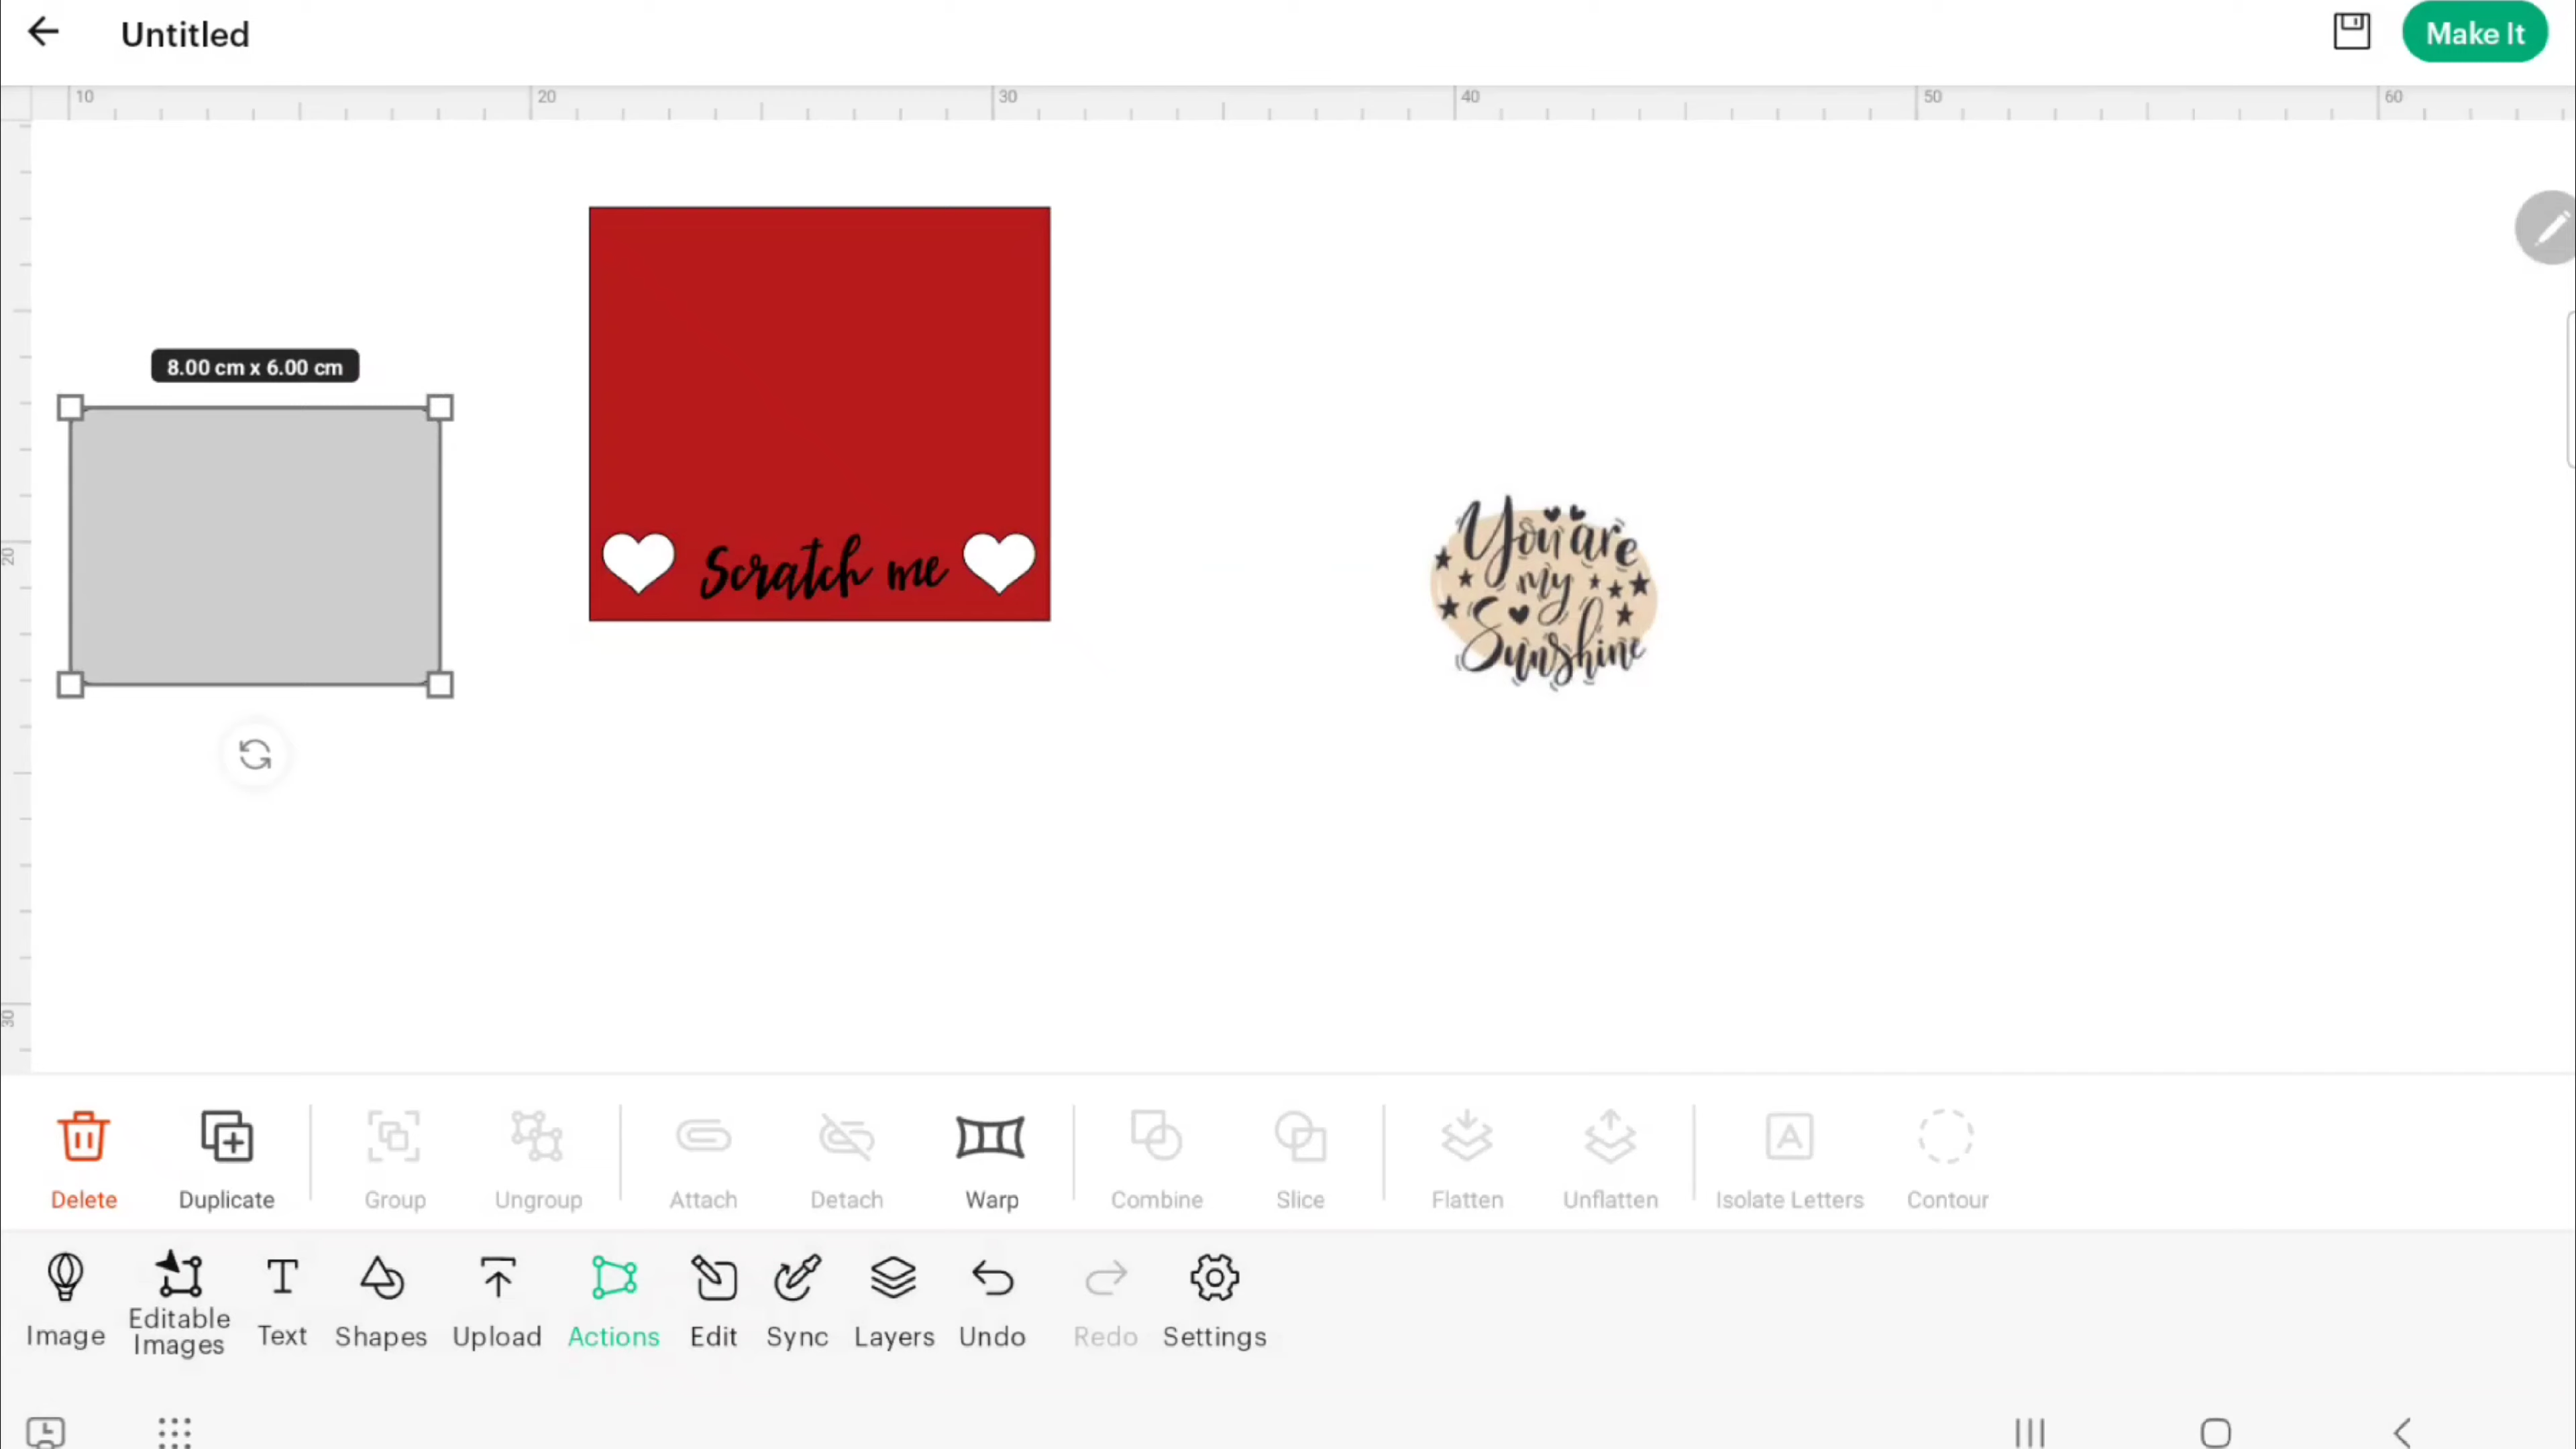 Untitled
Make It
10
20
30
40
50
60
8.00 cm x 6.00 cm
20
30
Scratch me
You are
my
Sunshine
Delete
Duplicate
Group
Ungroup
Attach
Detach
Warp
Combine
Slice
Flatten
Unflatten
Isolate Letters
Contour
Image
Editable
Images
Text
Shapes
Upload
Actions
Edit
Sync
Layers
Undo
Redo
Settings